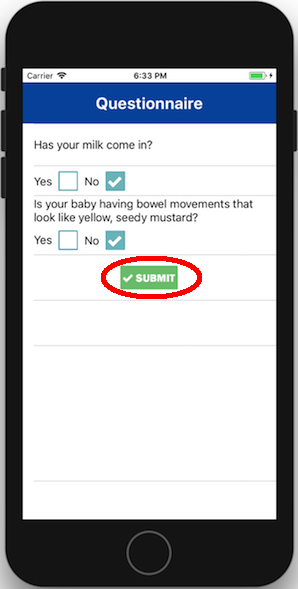 Carrier 6:33 PM
Questionnaire
Has your milk come in?
Yes No
Is your baby having bowel movements that
look like yellow, seedy mustard?
Yes No
SUBMIT